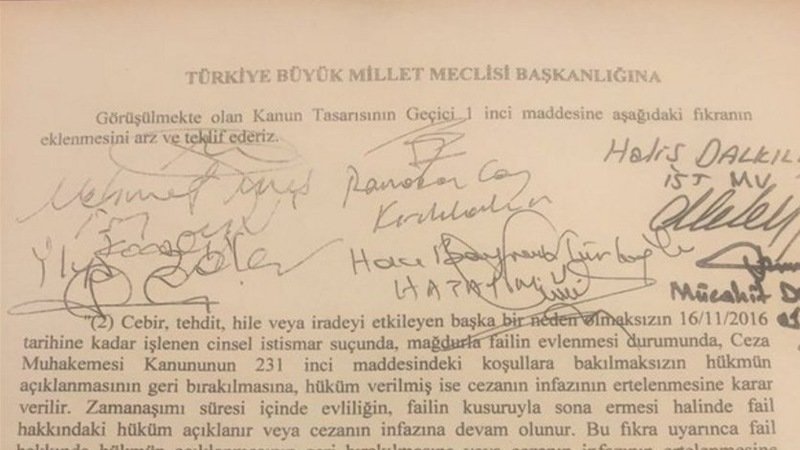 TÜRKİYE BÜYÜK MİLLET MECLİSİ BAŞKANLIĞINA
Görüşülmekte olan Kanun Tasarısının Geçici 1 inci maddesine aşağıdaki fıkranın
eklenmesini arz ve teklif ederiz.
Halis DALKIL
İST MV
Mehmet
Ramazan Can
Kırıkkale
Hacı Bayram Türkoğlu
HATAY
Mücahit D
"(2) Cebir, tehdit, hile veya iradeyi etkileyen başka bir neden olmaksızın 16/11/2016
tarihine kadar işlenen cinsel istismar suçunda, mağdurla failin evlenmesi durumunda, Ceza
Muhakemesi Kanununun 231 inci maddesindeki koşullara bakılmaksızın hükmün
açıklanmasının geri bırakılmasına, hüküm verilmiş ise cezanın infazının ertelenmesine karar
verilir. Zamanaşımı süresi içinde evliliğin, failin kusuruyla sona ermesi halinde fail
hakkındaki hüküm açıklanır veya cezanın infazına devam olunur. Bu fıkra uyarınca fail